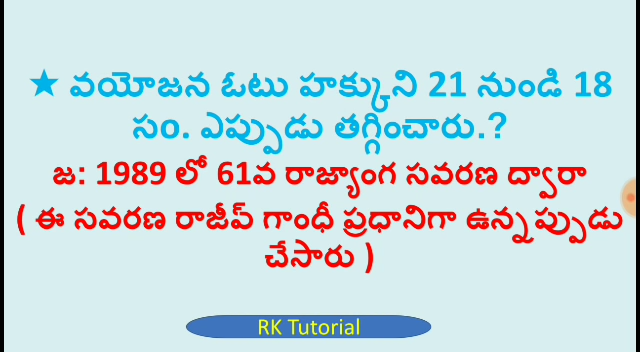 ★ వయోజన ఓటు హక్కుని 21 నుండి 18
సం. ఎప్పుడు తగ్గించారు.?
జ: 1989 లో 61వ రాజ్యాంగ సవరణ ద్వారా
( ఈ సవరణ రాజీవ్ గాంధీ ప్రధానిగా ఉన్నప్పుడు
చేసారు )
RK Tutorial